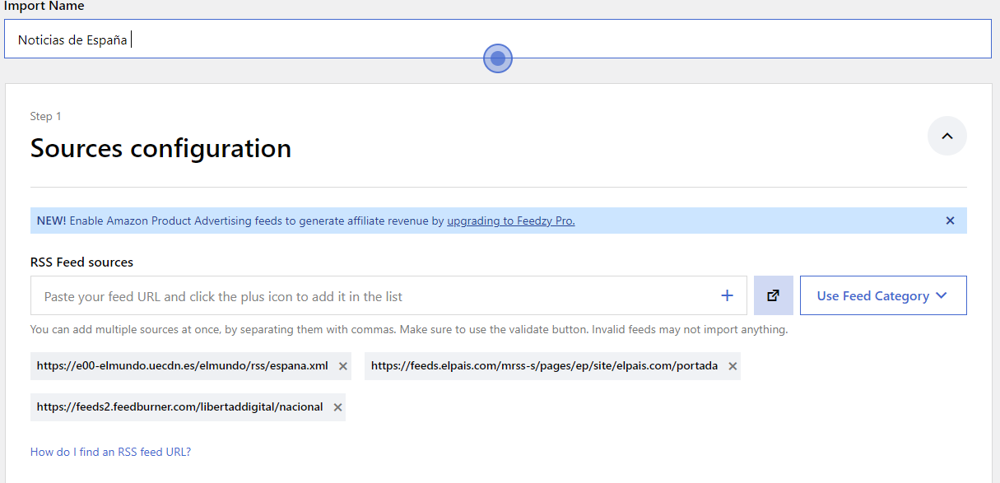 Import Name
Noticias de España
Step 1
Sources configuration
NEW! Enable Amazon Product Advertising feeds to generate affiliate revenue by upgrading to Feedzy Pro.
RSS Feed sources
Paste your feed URL and click the plus icon to add it in the list
Use Feed Category
You can add multiple sources at once, by separating them with commas. Make sure to use the validate button. Invalid feeds may not import anything.
https://e00-elmundo.uecdn.es/elmundo/rss/espana.xml https://feeds.elpais.com/mrss-s/pages/ep/site/elpais.com/portada
https://feeds2.feedburner.com/libertaddigital/nacional
How do I find an RSS feed URL?